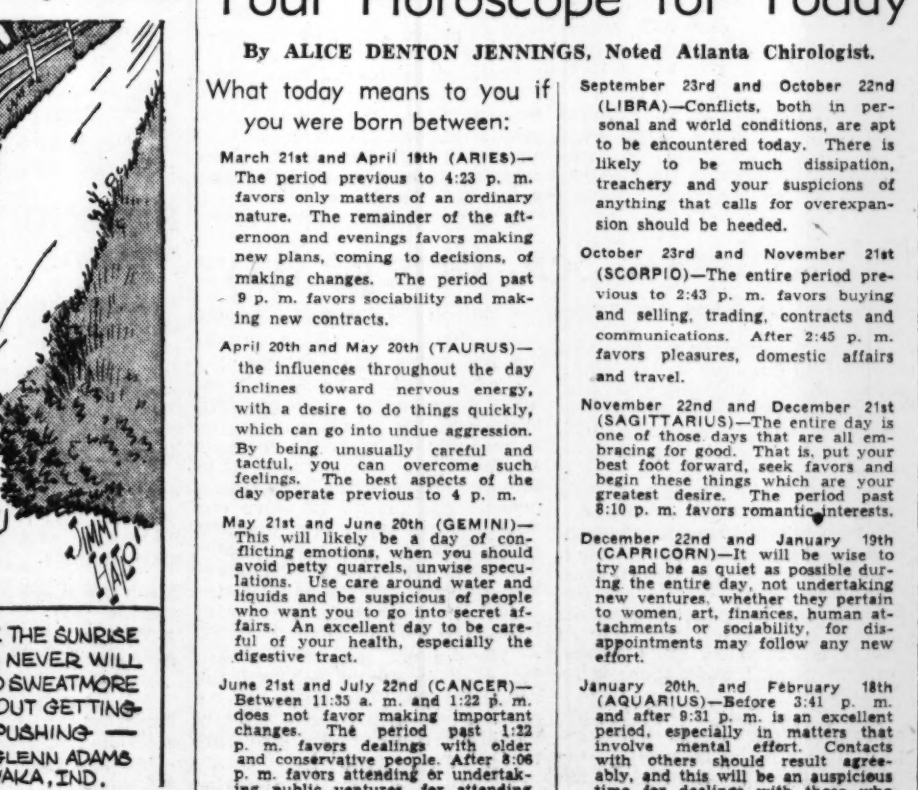 Your Horoscope for Today
By ALICE DENTON JENNINGS, Noted Atlanta Chirologist.
What today means to you if
you were born between:
March 21st and April 19th (ARIES)—
The period previous to 4:23 p. m.
favors only matters of an ordinary
nature. The remainder of the aft-
ernoon and evenings favors making
new plans, coming to decisions, of
making changes. The period past
9 p. m. favors sociability and mak-
ing new contracts.
April 20th and May 20th (TAURUS)—
the influences throughout the day
inclines toward nervous energy,
with a desire to do things quickly,
which can go into undue aggression.
By being unusually careful and
tactful, you can overcome such
feelings. The best aspects of the
day operate previous to 4 p. m.
May 21st and June 20th (GEMINI)—
This will likely be a day of con-
flicting emotions, when you should
avoid petty quarrels, unwise specu-
lations. Use care around water and
liquids and be suspicious of people
who want you to go into secret af-
fairs. An excellent day to be care-
ful of your health, especially the
digestive tract.
June 21st and July 22nd (CANCER)—
Between 11:35 a. m. and 1:22 p. m.
does not favor making important
changes. The period past 1:22
p. m. favers dealings with older
and conservative people. After 8:06
p. m. favors attending or undertak-
ing public ventures, for attending
September 23rd and October 22nd
(LIBRA)—Conflicts, both in per-
sonal and world conditions, are apt
to be encountered today. There is
likely to be much dissipation,
treachery and your suspicions of
anything that calls for overexpan-
sion should be heeded.
October 23rd and November 21st
(SCORPIO)—The entire period pre-
vious to 2:43 p. m. favors buying
and selling, trading, contracts and
communications. After 2:45 p. m.
favors pleasures, domestic affairs
and travel.
November 22nd and December 21st
(SAGITTARIUS)—The entire day is
one of those days that are all em-
bracing for good. That is, put your
best foot forward, seek favors and
begin these things which are your
greatest desire. The period past
8:10 p. m. favors romantic interests.
December 22nd and January 19th
(CAPRICORN)—It will be wise to
try and be as quiet as possible dur-
ing the entire day, not undertaking
new ventures, whether they pertain
to women, art, finances, human at-
tachments or sociability, for dis-
appointments may follow any new
effort.
January 20th and February 18th
(AQUARIUS)—Before 3:41 p. m.
and after 9:31 p. m. is an excellent
period, especially in matters that
involve mental effort. Contacts
with others should result agree-
ably, and this will be an auspicious
time for dealings with those who
JIMMY
HATLO
THE SUNRISE
NEVER WILL
SWEATMORE
OUT GETTING
PUSHING —
GLENN ADAMS
WAKA, IND.